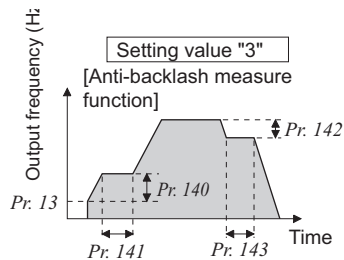 Setting value "3"
[Anti-backlash measure
function]
Output frequency (Hz
Pr. 142
Pr. 140
Pr. 13
Time
Pr. 141
Pr. 143